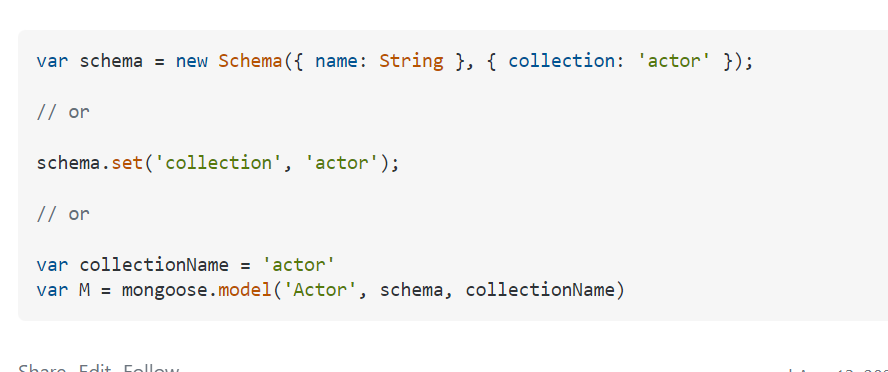 var schema = new Schema({ name: String }, { collection: 'actor' });
// or
schema.set('collection', 'actor');
// or
var collectionName = 'actor'
var M = mongoose.model('Actor', schema, collectionName)
Share Edit Follow